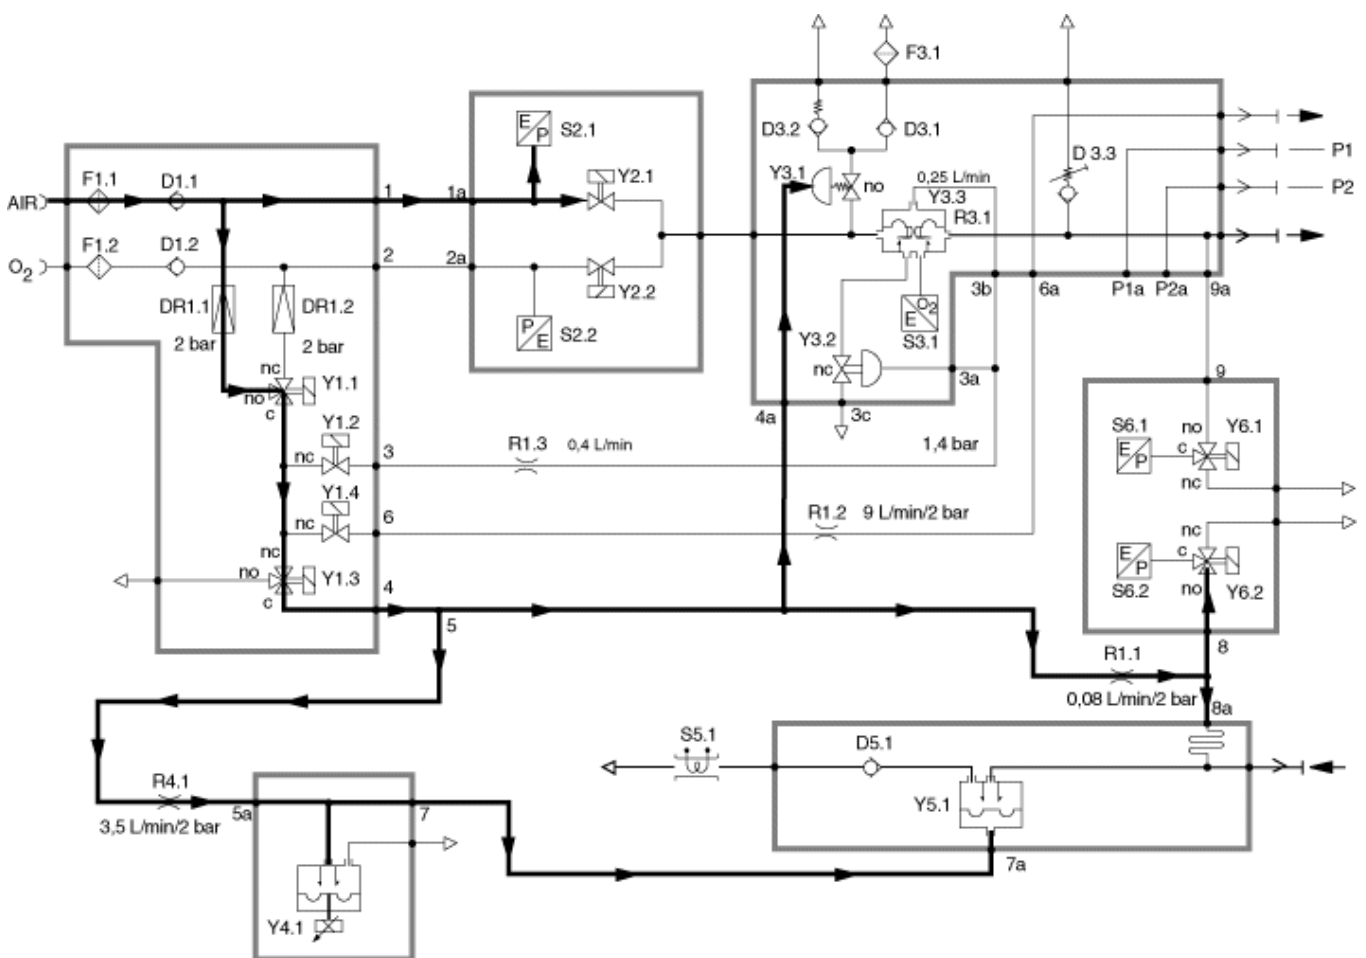 F3.1
E P S2.1
D3.2
D3.1
D 3.3
P1
F1.1
D1.1
Y2.1
Y3.1
no
0,25 L/min
Y3.3
P2
AIR
1
1a
R3.1
F1.2
D1.2
O2
2
2a
Y2.2
3b
6a
P1a
P2a
9a
DR1.1
DR1.2
P E S2.2
Y3.2
E O2
S3.1
2 bar
2 bar
nc
Y1.1
nc
3a
9
no
c
4a
3c
Y1.2
S6.1
no
Y6.1
nc
3
R1.3
0,4 L/min
1,4 bar
E P
c
nc
Y1.4
nc
6
R1.2
9 L/min/2 bar
nc
nc
S6.2
E P
c
no
Y1.3
no
Y6.2
c
4
5
8
R1.1
0,08 L/min/2 bar
8a
S5.1
D5.1
R4.1
Y5.1
3,5 L/min/2 bar
5a
7
7a
Y4.1